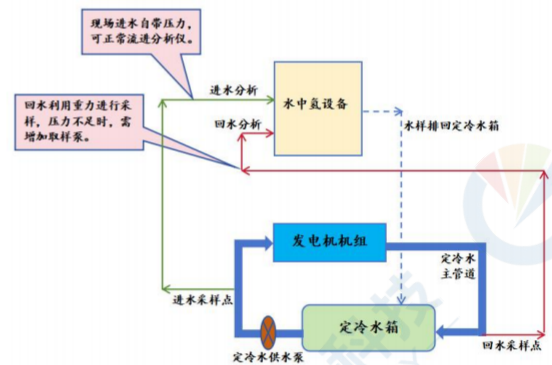 现场进水自带压力，
可正常流进分析仪。
进水分析
回水利用重力进行采
样，压力不足时，需
增加取样泵。
回水分析
水中氢设备
水样排回定冷水箱
发电机机组
定冷水
主管道
进水采样点
定冷水箱
回水采样点
定冷水供水泵
科技